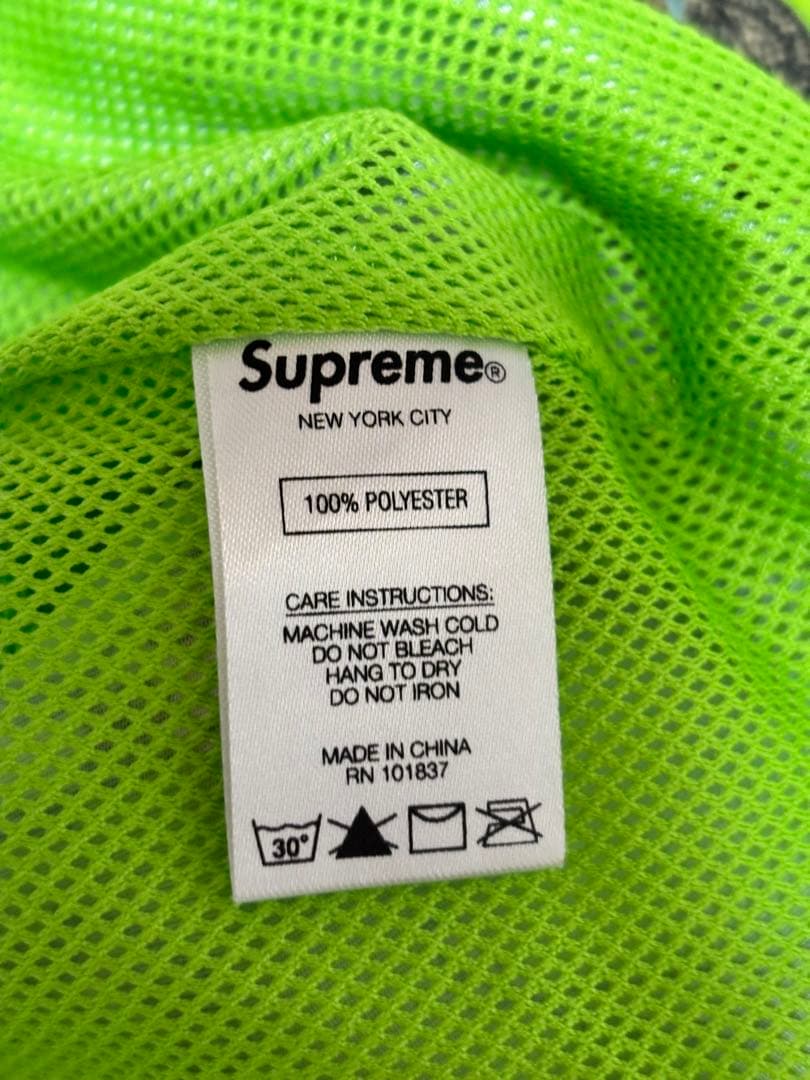 Supreme®
NEW YORK CITY
100% POLYESTER
CARE INSTRUCTIONS:
MACHINE WASH COLD
DO NOT BLEACH
HANG TO DRY
DO NOT IRON
MADE IN CHINA
RN 101837
30°